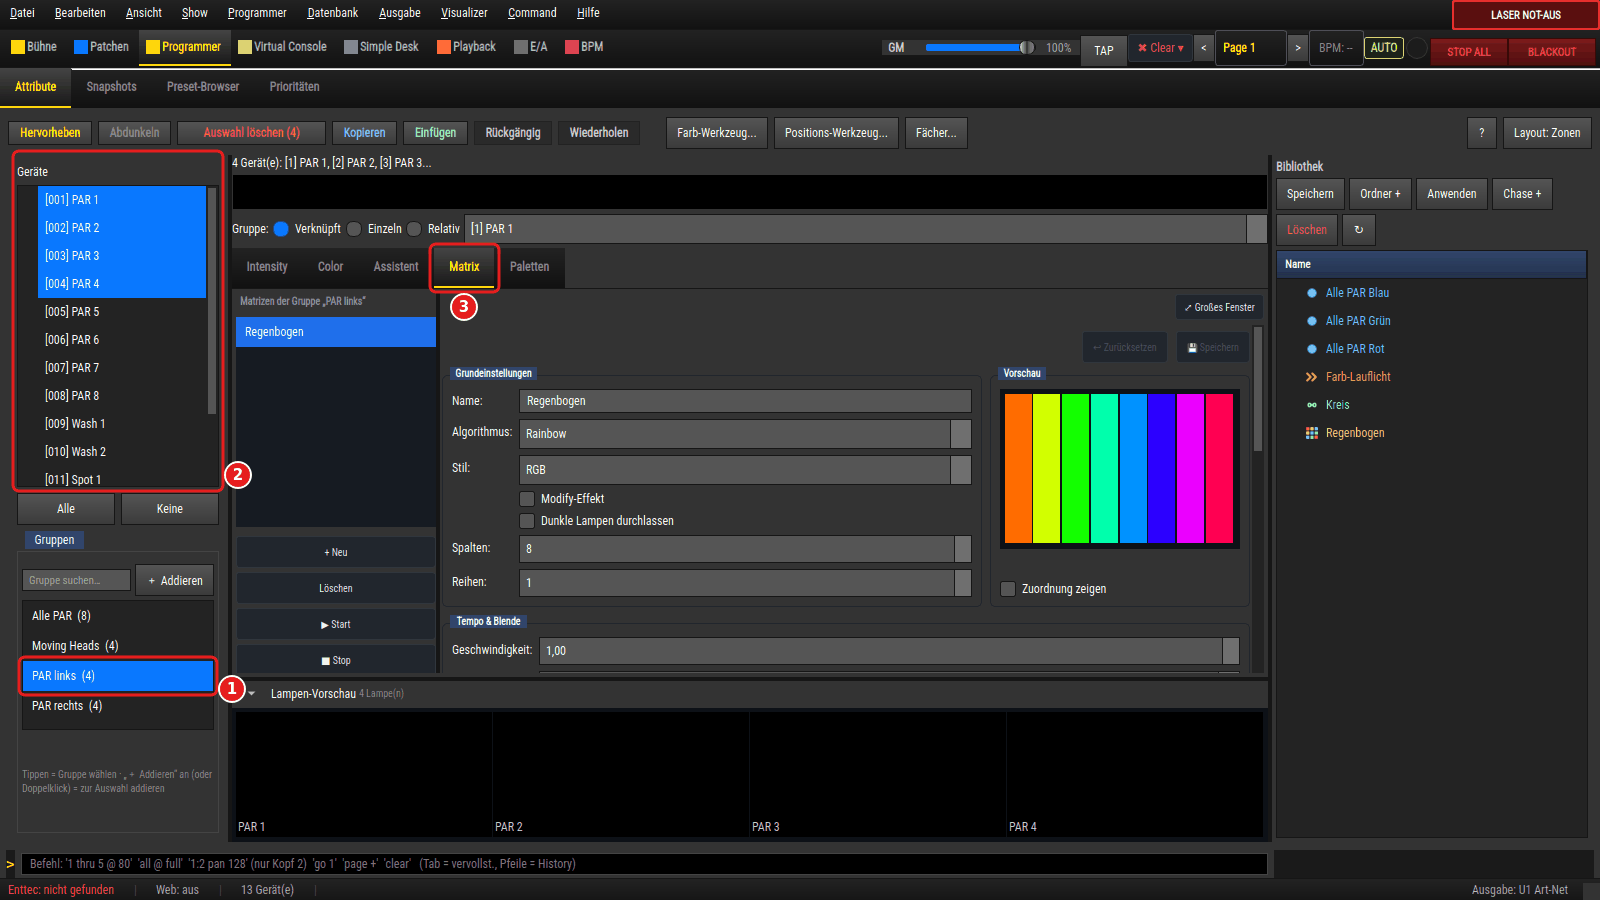 Datei Bearbeiten Ansicht Show Programmer Datenbank Ausgabe Visualizer Command Hilfe
LASER NOT-AUS
Bühne Patchen Programmer Virtual Console Simple Desk Playback E/A BPM
GM 100% TAP ✖ Clear ▾ < Page 1 > BPM: -- AUTO STOP ALL BLACKOUT
Attribute Snapshots Preset-Browser Prioritäten
Hervorheben Abdunkeln Auswahl löschen (4) Kopieren Einfügen Rückgängig Wiederholen Farb-Werkzeug... Positions-Werkzeug... Fächer... ? Layout: Zonen
Geräte
[001] PAR 1
[002] PAR 2
[003] PAR 3
[004] PAR 4
[005] PAR 5
[006] PAR 6
[007] PAR 7
[008] PAR 8
[009] Wash 1
[010] Wash 2
[011] Spot 1
2
Alle Keine
Gruppen
Gruppe suchen... + Addieren
Alle PAR (8)
Moving Heads (4)
PAR links (4)
1
PAR rechts (4)
Tippen = Gruppe wählen · „ + Addieren“ an (oder
Doppelklick) = zur Auswahl addieren
4 Gerät(e): [1] PAR 1, [2] PAR 2, [3] PAR 3...
Gruppe: Verknüpft Einzeln Relativ [1] PAR 1
Intensity Color Assistent Matrix Paletten
3
Matrizen der Gruppe „PAR links“
Regenbogen
+ Neu
Löschen
▶ Start
■ Stop
⤢ Großes Fenster
↩ Zurücksetzen 💾 Speichern
Grundeinstellungen
Name: Regenbogen
Algorithmus: Rainbow
Stil: RGB
Modify-Effekt
Dunkle Lampen durchlassen
Spalten: 8
Reihen: 1
Vorschau
Zuordnung zeigen
Tempo & Blende
Geschwindigkeit: 1,00
Lampen-Vorschau 4 Lampe(n)
PAR 1 PAR 2 PAR 3 PAR 4
Bibliothek
Speichern Ordner + Anwenden Chase +
Löschen ↻
Name
Alle PAR Blau
Alle PAR Grün
Alle PAR Rot
Farb-Lauflicht
Kreis
Regenbogen
> Befehl: '1 thru 5 @ 80' 'all @ full' '1:2 pan 128' (nur Kopf 2) 'go 1' 'page +' 'clear' (Tab = vervollst., Pfeile = History)
Enttec: nicht gefunden Web: aus 13 Gerät(e) Ausgabe: U1 Art-Net